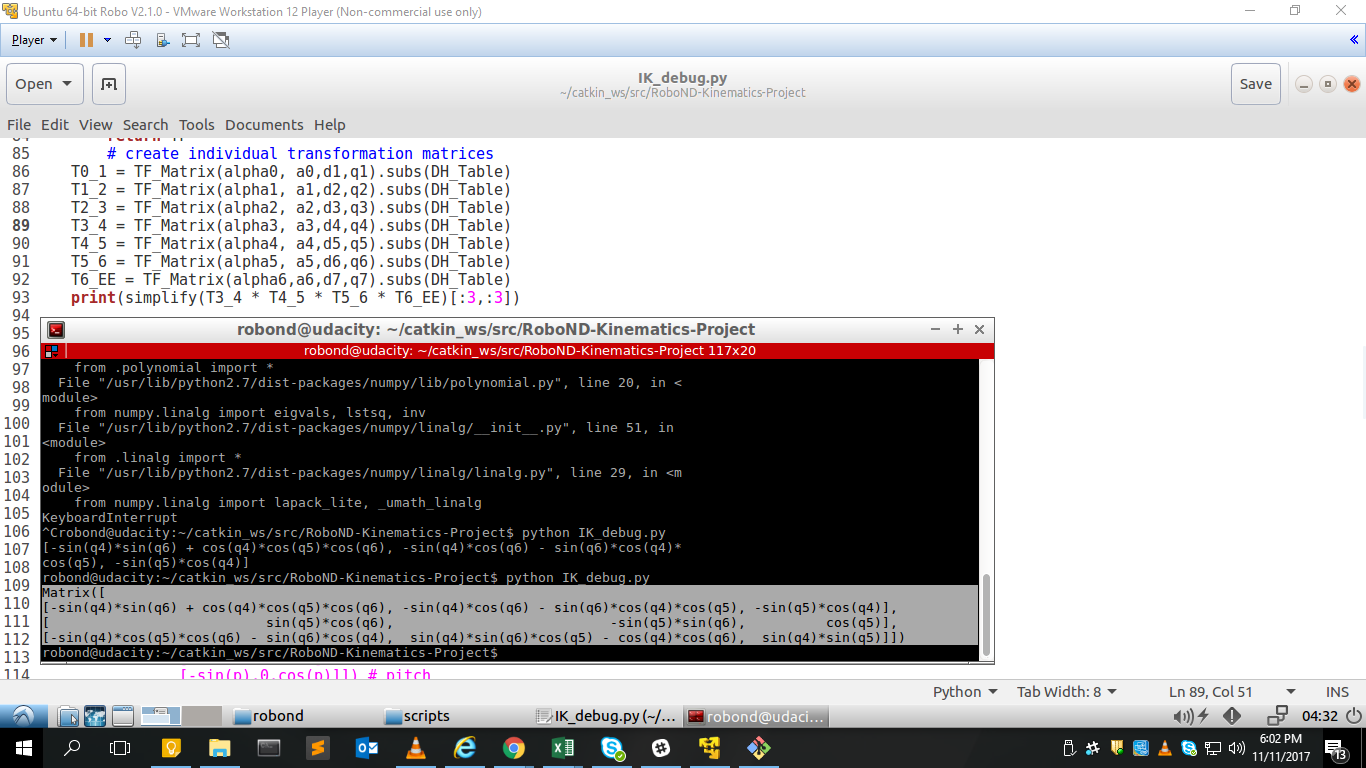 Ubuntu 64-bit Robo V2.1.0 - VMware Workstation 12 Player (Non-commercial use only)
Player
Open
IK_debug.py
~/catkin_ws/src/RoboND-Kinematics-Project
Save
File Edit View Search Tools Documents Help
85 # create individual transformation matrices
86 T0_1 = TF_Matrix(alpha0, a0,d1,q1).subs(DH_Table)
87 T1_2 = TF_Matrix(alpha1, a1,d2,q2).subs(DH_Table)
88 T2_3 = TF_Matrix(alpha2, a2,d3,q3).subs(DH_Table)
89 T3_4 = TF_Matrix(alpha3, a3,d4,q4).subs(DH_Table)
90 T4_5 = TF_Matrix(alpha4, a4,d5,q5).subs(DH_Table)
91 T5_6 = TF_Matrix(alpha5, a5,d6,q6).subs(DH_Table)
92 T6_EE = TF_Matrix(alpha6,a6,d7,q7).subs(DH_Table)
93 print(simplify(T3_4 * T4_5 * T5_6 * T6_EE)[:3,:3])
94
95 robond@udacity: ~/catkin_ws/src/RoboND-Kinematics-Project
96 robond@udacity: ~/catkin_ws/src/RoboND-Kinematics-Project 117x20
97 from .polynomial import *
98 File "/usr/lib/python2.7/dist-packages/numpy/lib/polynomial.py", line 20, in <
99 module>
100 from numpy.linalg import eigvals, lstsq, inv
101 File "/usr/lib/python2.7/dist-packages/numpy/linalg/__init__.py", line 51, in
<module>
102 from .linalg import *
103 File "/usr/lib/python2.7/dist-packages/numpy/linalg/linalg.py", line 29, in <m
104 odule>
105 from numpy.linalg import lapack_lite, _umath_linalg
KeyboardInterrupt
106 ^Crobond@udacity:~/catkin_ws/src/RoboND-Kinematics-Project$ python IK_debug.py
107 [-sin(q4)*sin(q6) + cos(q4)*cos(q5)*cos(q6), -sin(q4)*cos(q6) - sin(q6)*cos(q4)*
108 cos(q5), -sin(q5)*cos(q4)]
109 robond@udacity:~/catkin_ws/src/RoboND-Kinematics-Project$ python IK_debug.py
Matrix([
110 [-sin(q4)*sin(q6) + cos(q4)*cos(q5)*cos(q6), -sin(q4)*cos(q6) - sin(q6)*cos(q4)*cos(q5), -sin(q5)*cos(q4)],
111 [ sin(q5)*cos(q6), -sin(q5)*sin(q6), cos(q5)],
112 [-sin(q4)*cos(q5)*cos(q6) - sin(q6)*cos(q4), sin(q4)*sin(q6)*cos(q5) - cos(q4)*cos(q6), sin(q4)*sin(q5)]])
113 robond@udacity:~/catkin_ws/src/RoboND-Kinematics-Project$
114 [-sin(p),0,cos(p)]]) # pitch
Python Tab Width: 8 Ln 89, Col 51 INS
robond scripts IK_debug.py (~/... robond@udaci... 04:32
6:02 PM
11/11/2017
13